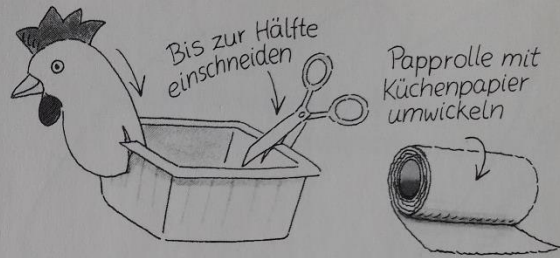 Bis zur Hälfte
einschneiden
Papprolle mit
Küchenpapier
umwickeln